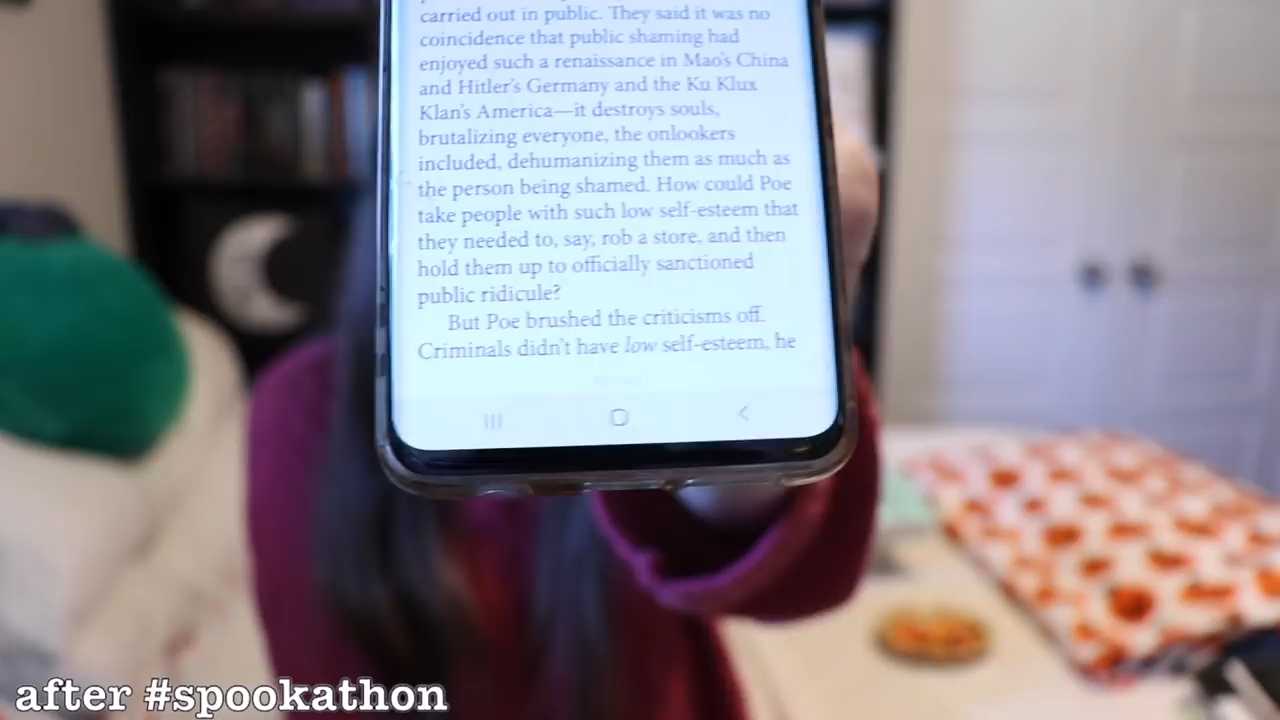 carried out in public. They said it was no
coincidence that public shaming had
enjoyed such a renaissance in Mao's China
and Hitler's Germany and the Ku Klux
Klan's America—it destroys souls,
brutalizing everyone, the onlookers
included, dehumanizing them as much as
the person being shamed. How could Poe
take people with such low self-esteem that
they needed to, say, rob a store, and then
hold them up to officially sanctioned
public ridicule?
But Poe brushed the criticisms off.
Criminals didn't have low self-esteem, he
after #spookathon